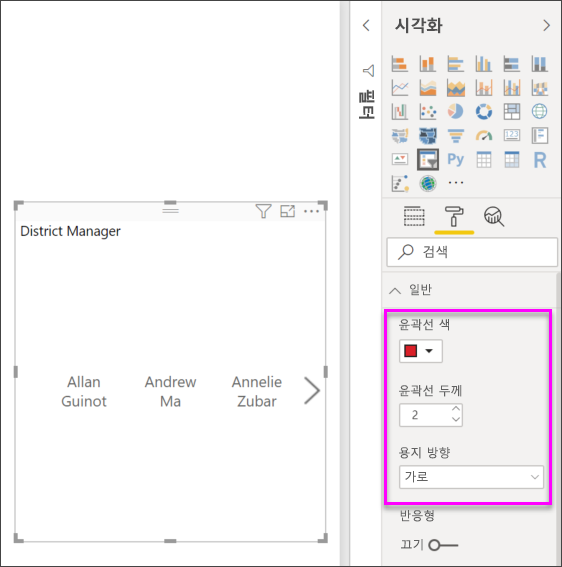 시각화
필터
123
Py
R
검색
일반
윤곽선 색
윤곽선 두께
2
용지 방향
가로
반응형
끄기
District Manager
Allan
Guinot
Andrew
Ma
Annelie
Zubar